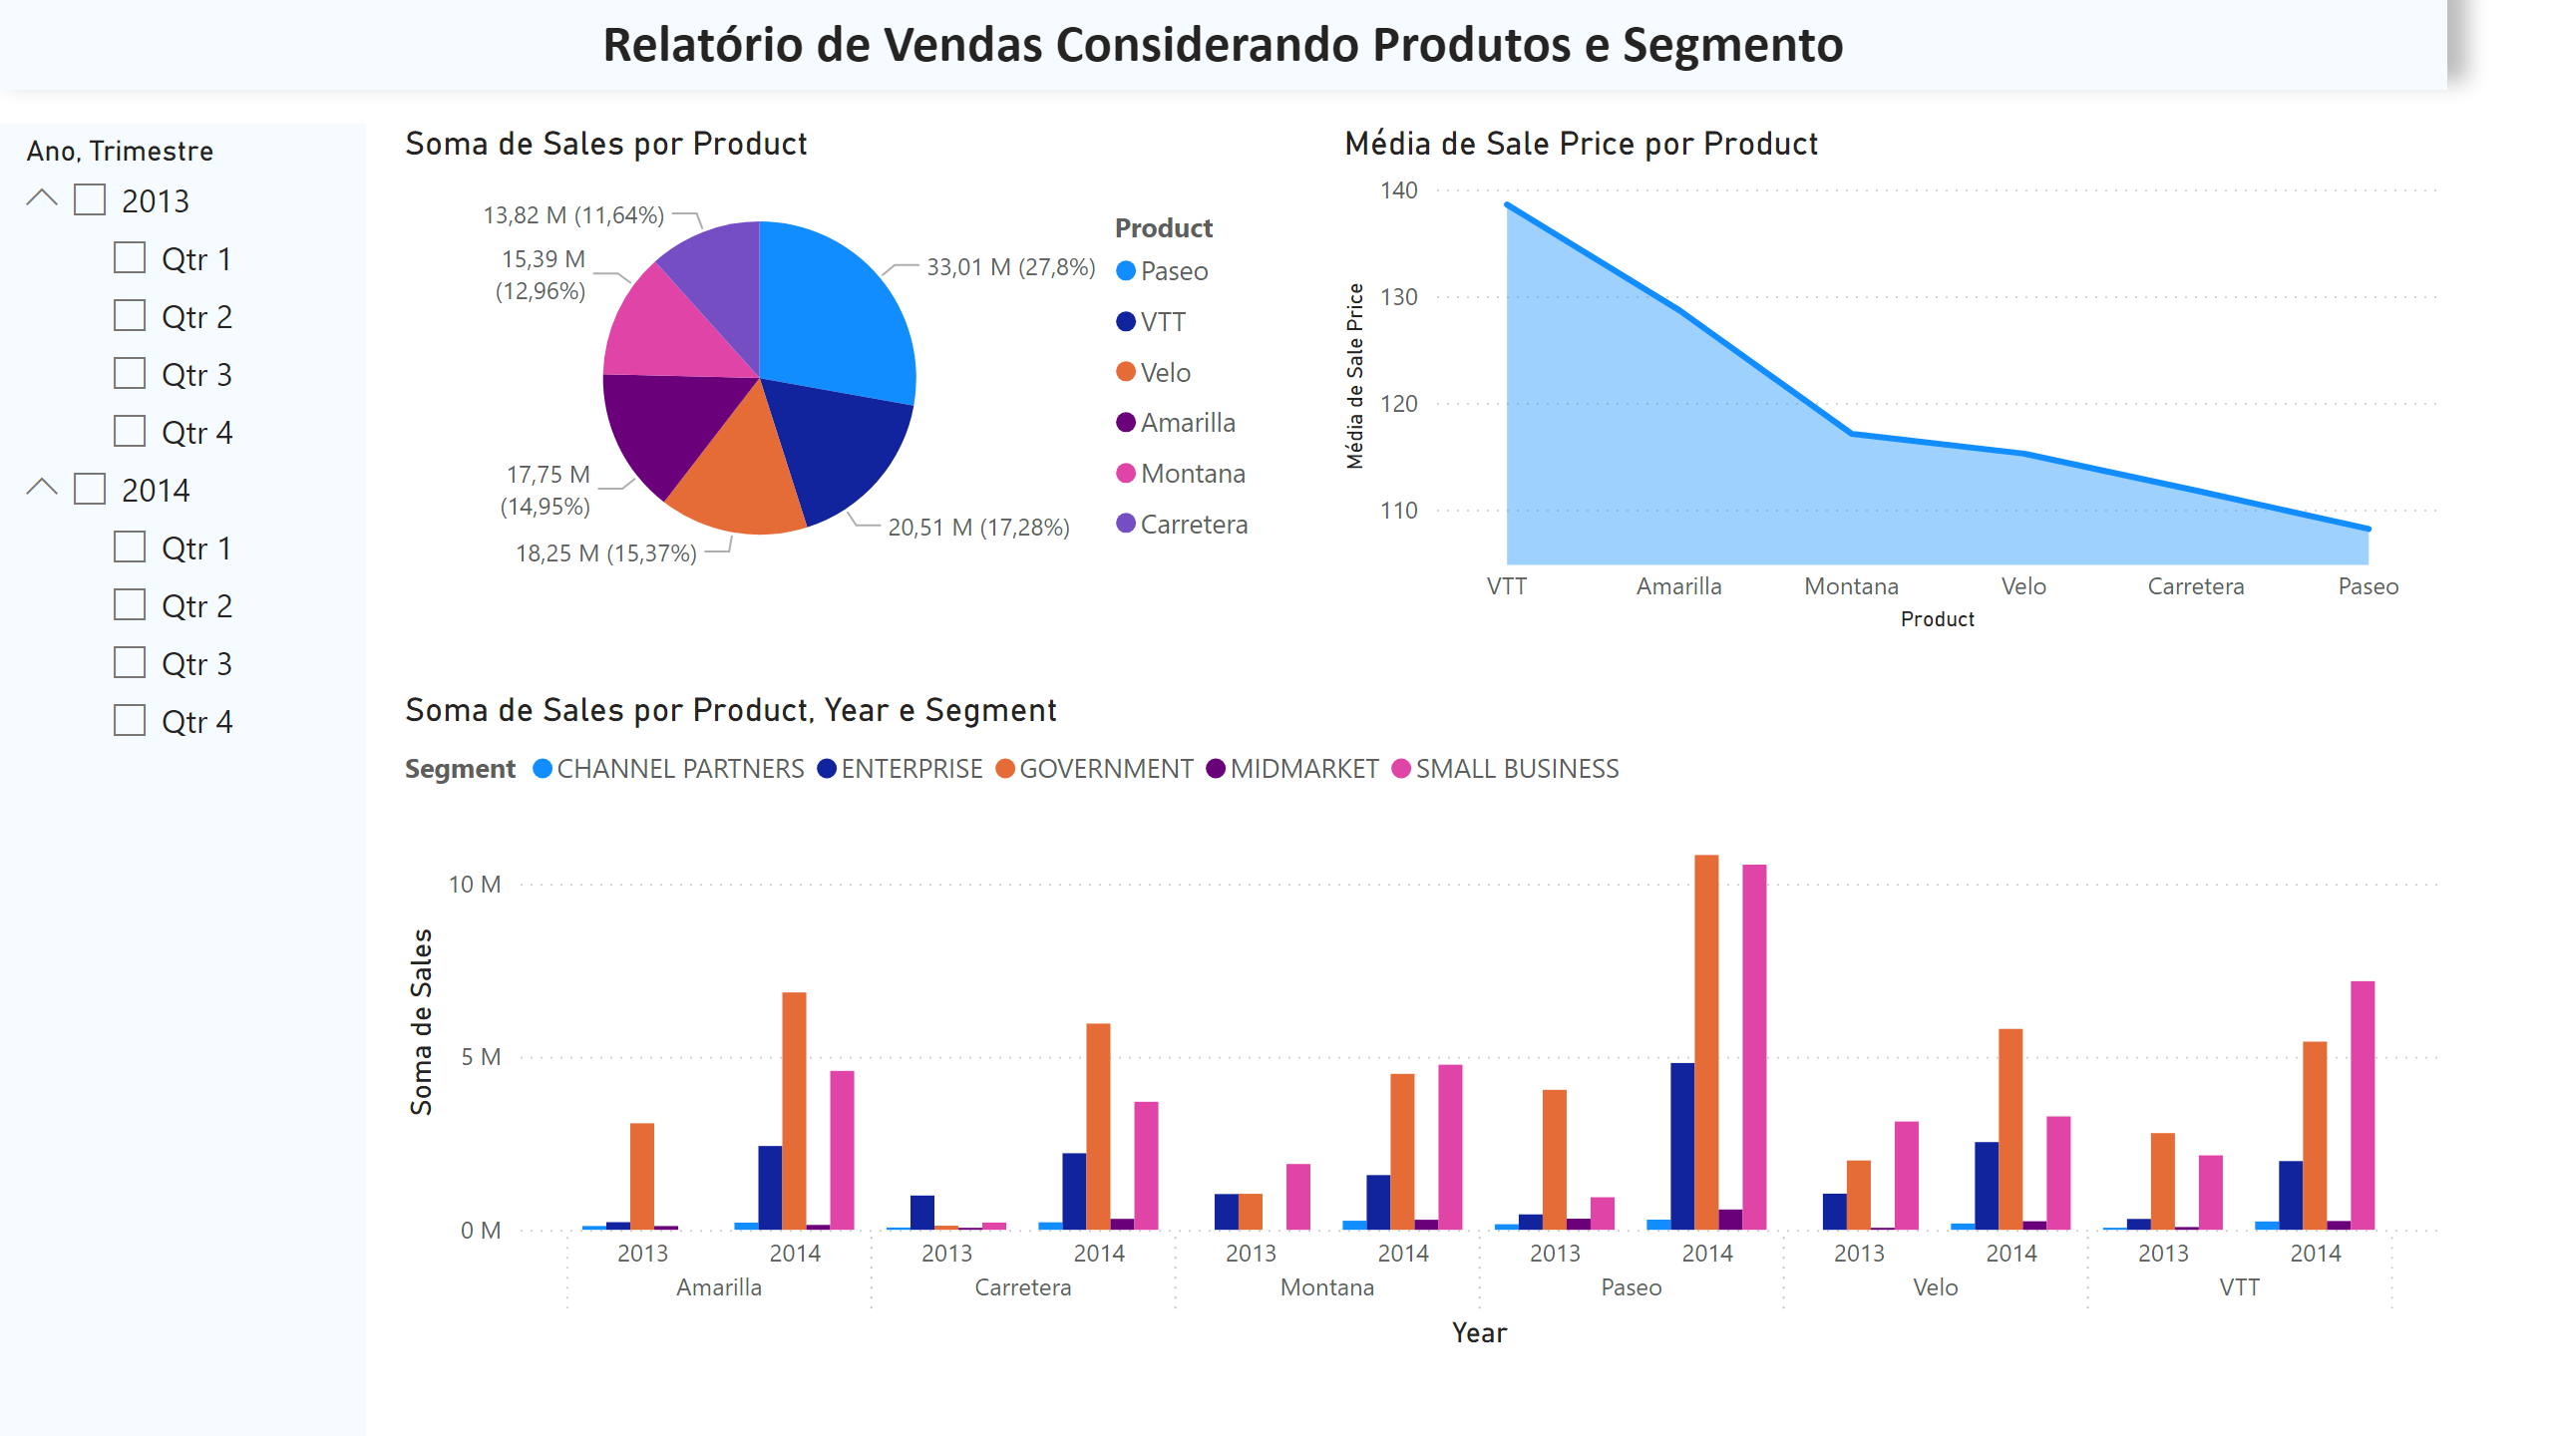 Relatório de Vendas Considerando Produtos e Segmento
Ano, Trimestre
2013
Qtr 1
Qtr 2
Qtr 3
Qtr 4
2014
Qtr 1
Qtr 2
Qtr 3
Qtr 4
Soma de Sales por Product
13,82 M (11,64%)
15,39 M
(12,96%)
33,01 M (27,8%)
17,75 M
(14,95%)
20,51 M (17,28%)
18,25 M (15,37%)
Product
Paseo
VTT
Velo
Amarilla
Montana
Carretera
Média de Sale Price por Product
Média de Sale Price
140
130
120
110
VTT Amarilla Montana Velo Carretera Paseo
Product
Soma de Sales por Product, Year e Segment
Segment CHANNEL PARTNERS ENTERPRISE GOVERNMENT MIDMARKET SMALL BUSINESS
Soma de Sales
10 M
5 M
0 M
2013 2014 2013 2014 2013 2014 2013 2014 2013 2014 2013 2014
Amarilla Carretera Montana Paseo Velo VTT
Year